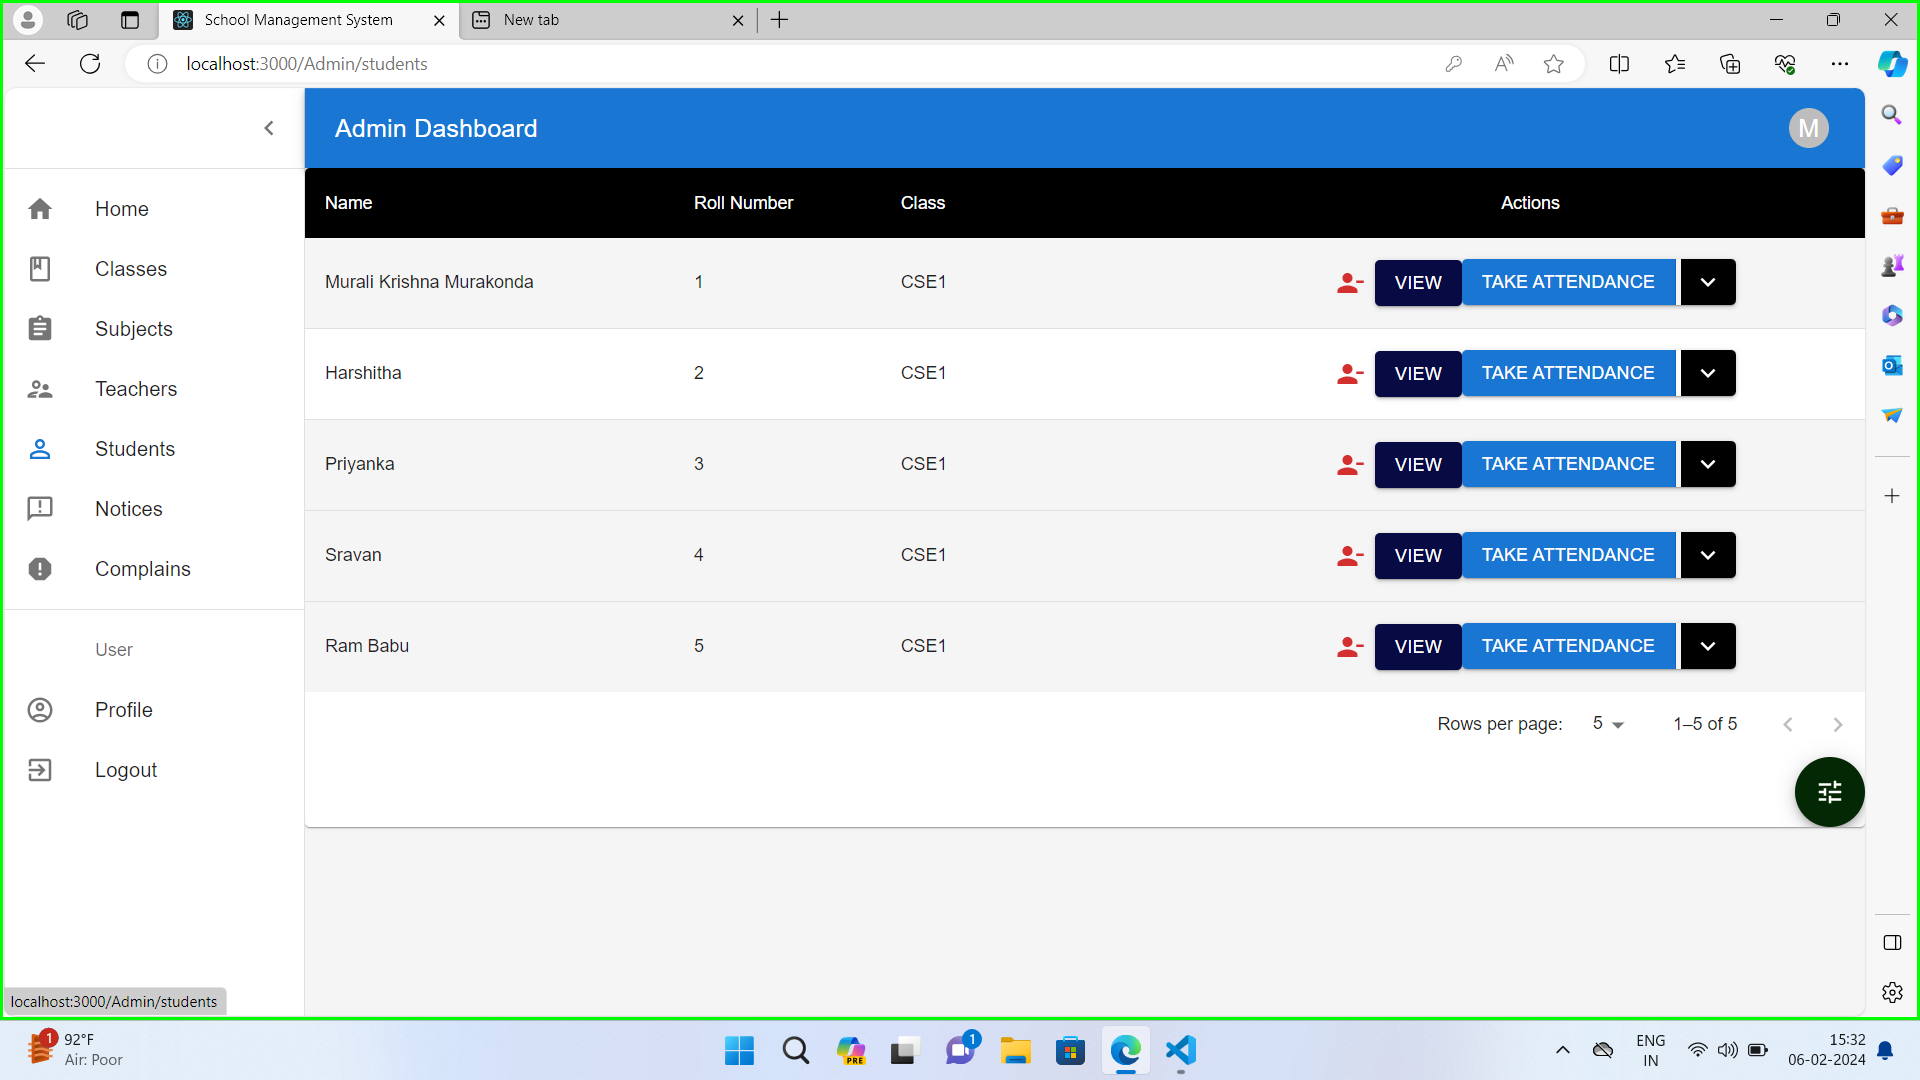 School Management System
New tab
localhost:3000/Admin/students
Admin Dashboard
M
Home
Classes
Subjects
Teachers
Students
Notices
Complains
User
Profile
Logout
Name Roll Number Class Actions
Murali Krishna Murakonda 1 CSE1 VIEW TAKE ATTENDANCE
Harshitha 2 CSE1 VIEW TAKE ATTENDANCE
Priyanka 3 CSE1 VIEW TAKE ATTENDANCE
Sravan 4 CSE1 VIEW TAKE ATTENDANCE
Ram Babu 5 CSE1 VIEW TAKE ATTENDANCE
Rows per page: 5 1–5 of 5
localhost:3000/Admin/students
1
92°F
Air: Poor
PRE
1
ENG
IN
15:32
06-02-2024